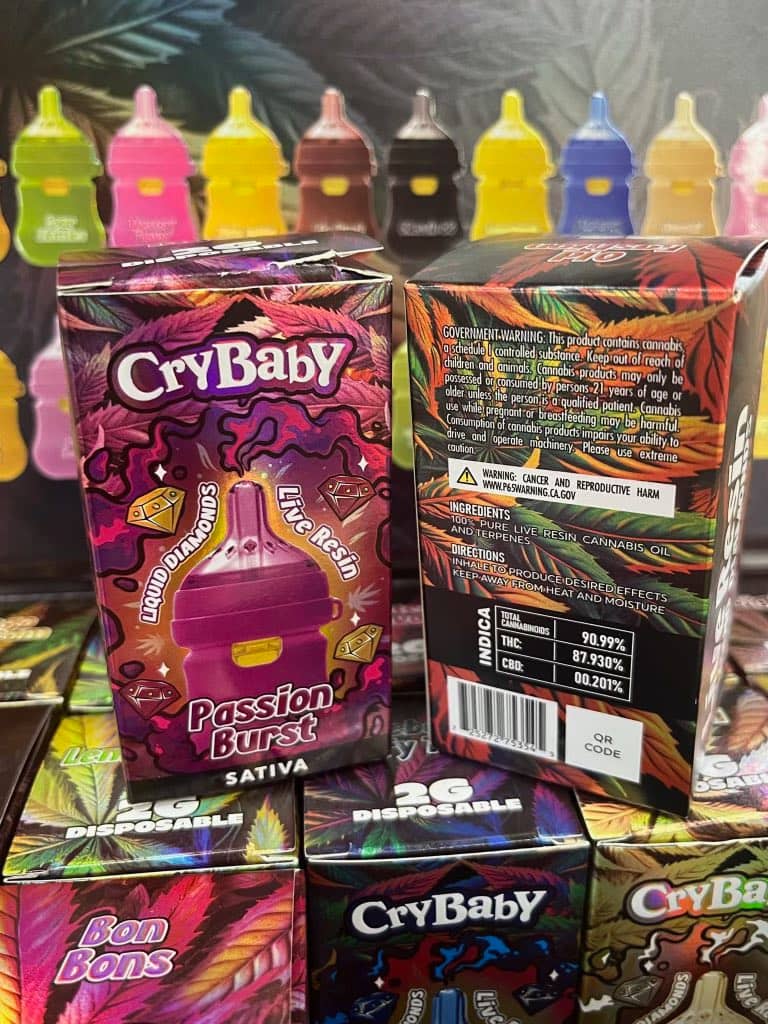 2G DISPOSABLE
CryBaby
LIQUID DIAMONDS
Live Resin
Passion
Burst
SATIVA
Old
GOVERNMENT WARNING: This product contains cannabis,
a schedule I controlled substance. Keep out of reach of
children and animals. Cannabis products may only be
possessed or consumed by persons 21 years of age or
older unless the person is a qualified patient. Cannabis
use while pregnant or breastfeeding may be harmful.
Consumption of cannabis products impairs your ability to
drive and operate machinery. Please use extreme
caution.
WARNING: CANCER AND REPRODUCTIVE HARM
WWW.P65WARNING.CA.GOV
INGREDIENTS
100% PURE LIVE RESIN CANNABIS OIL
AND TERPENES
DIRECTIONS
INHALE TO PRODUCE DESIRED EFFECTS
KEEP AWAY FROM HEAT AND MOISTURE
INDICA
TOTAL CANNABINOIDS 90.99%
THC: 87.930%
CBD: 00.201%
QR
CODE
Resin
2G
DISPOSABLE
Bon
Bons
2G
DISPOSABLE
CryBaby
CryBa